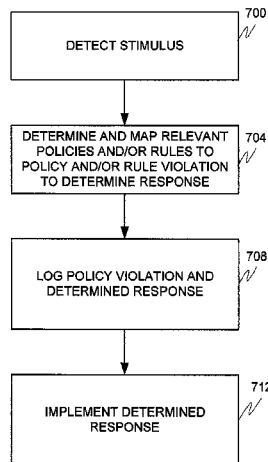 700
DETECT STIMULUS
DETERMINE AND MAP RELEVANT
POLICIES AND/OR RULES TO
POLICY AND/OR RULE VIOLATION
TO DETERMINE RESPONSE
704
708
LOG POLICY VIOLATION AND
DETERMINED RESPONSE
712
IMPLEMENT DETERMINED
RESPONSE